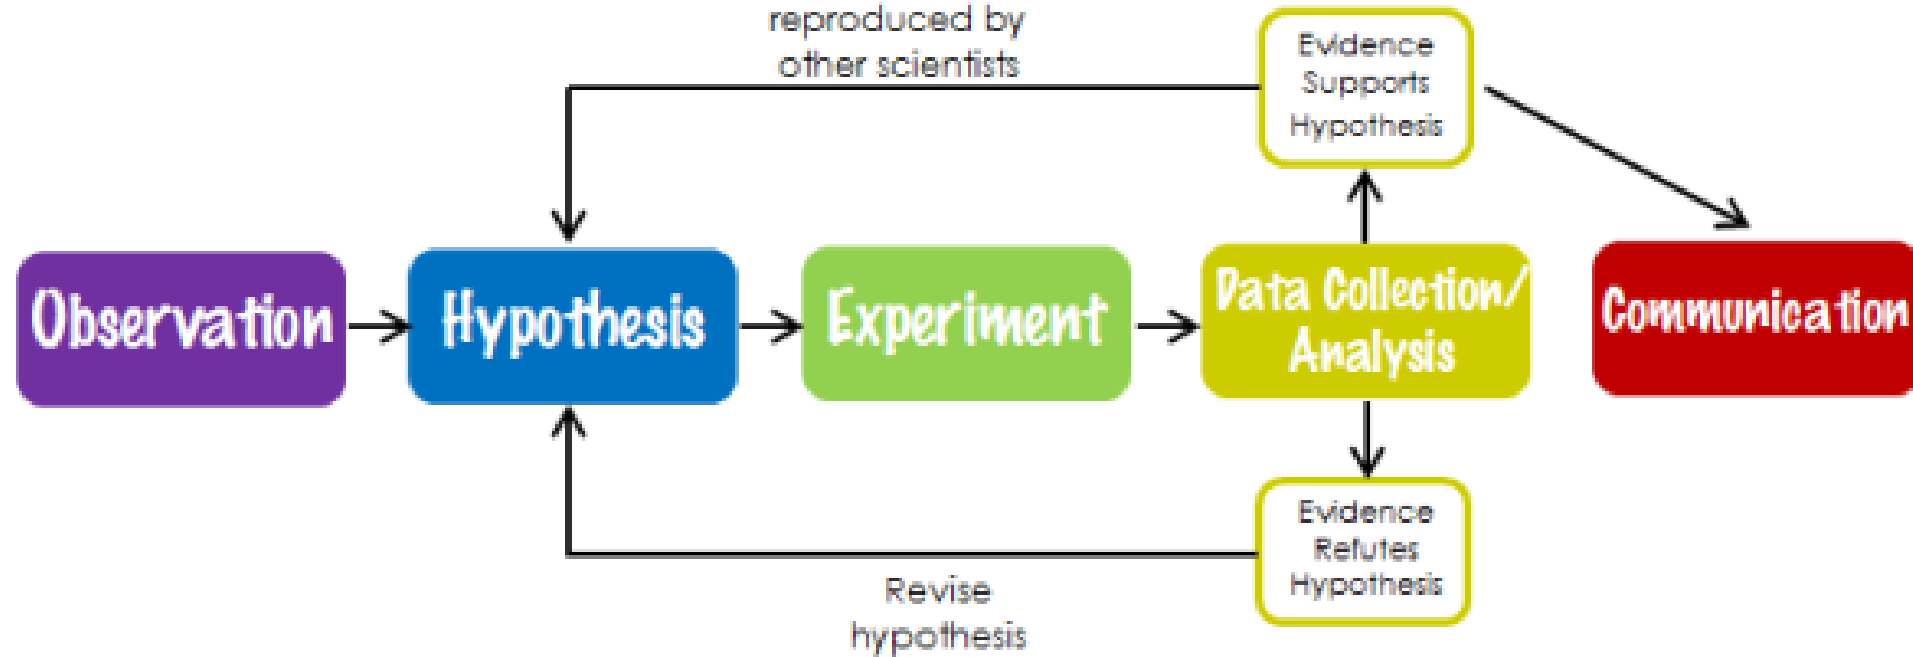 reproduced by
other scientists
Evidence
Supports
Hypothesis
Observation
Hypothesis
Experiment
Data Collection/
Analysis
Communication
Evidence
Refutes
Hypothesis
Revise
hypothesis